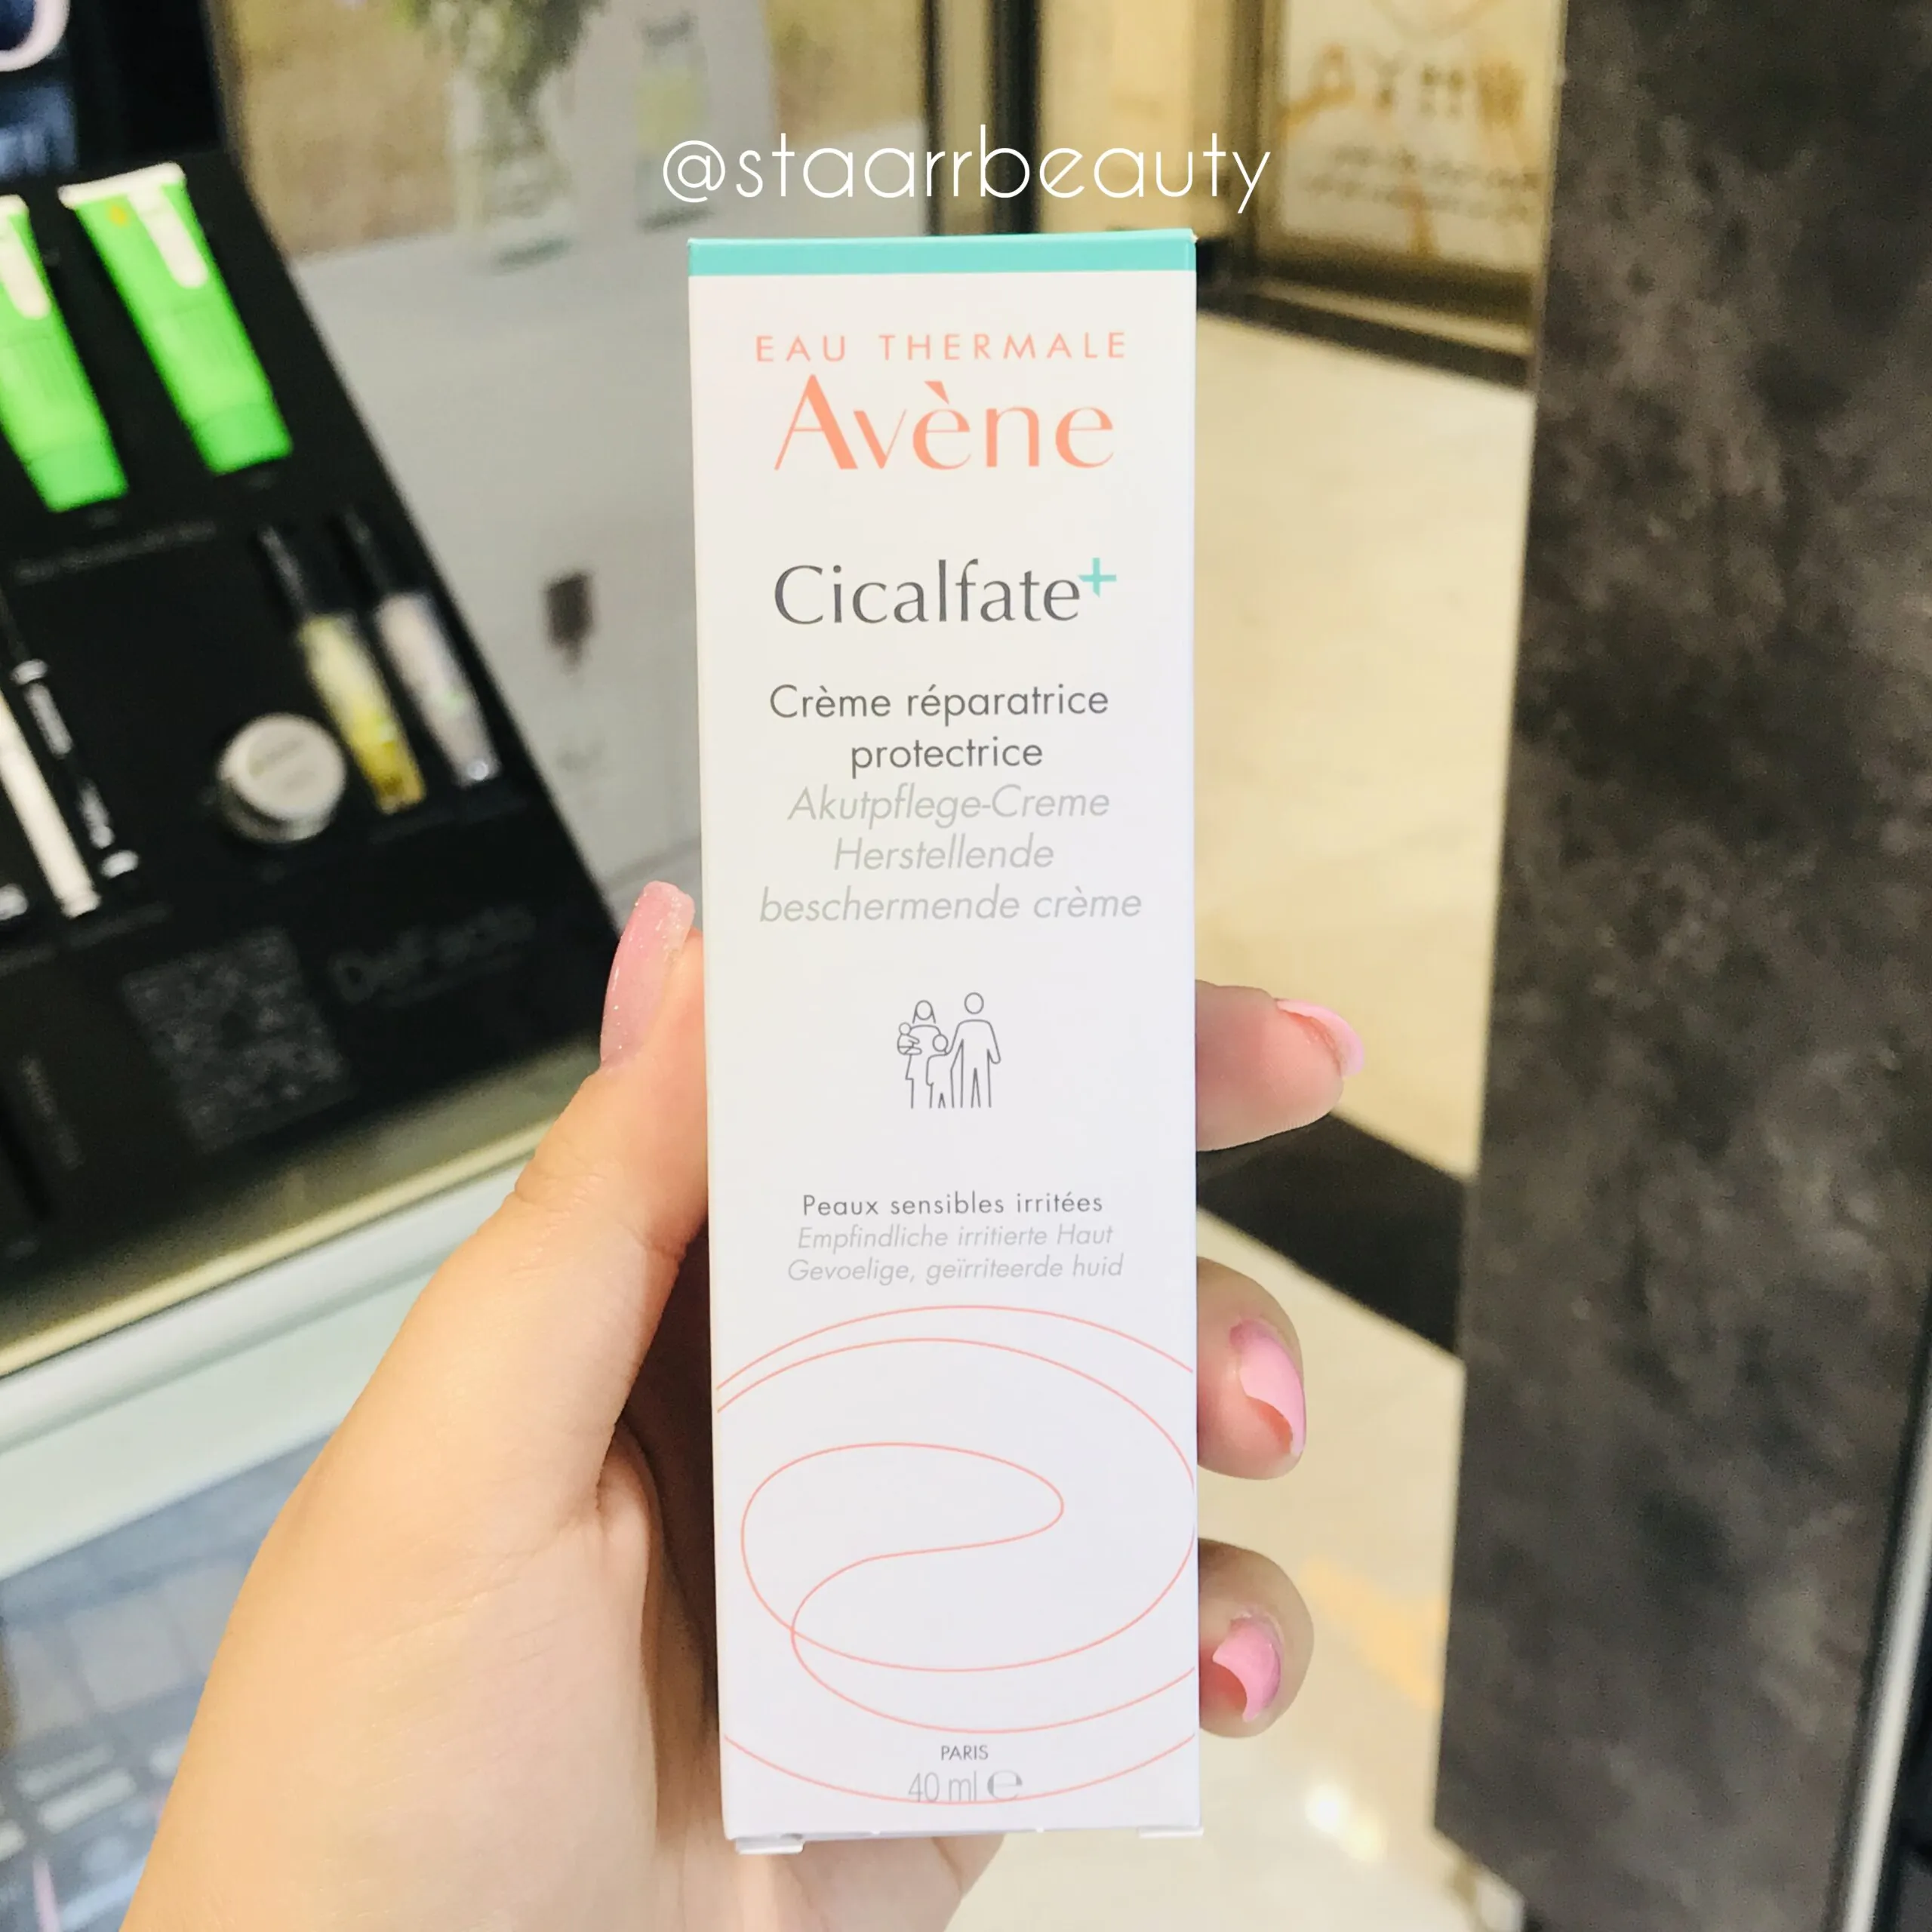 @staarrbeauty
EAU THERMALE
Avène
Cicalfate+
Crème réparatrice
protectrice
Akutpflege-Creme
Herstellende
beschermende crème
Peaux sensibles irritées
Empfindliche irritierte Haut
Gevoelige, geïrriteerde huid
PARIS
40 ml e